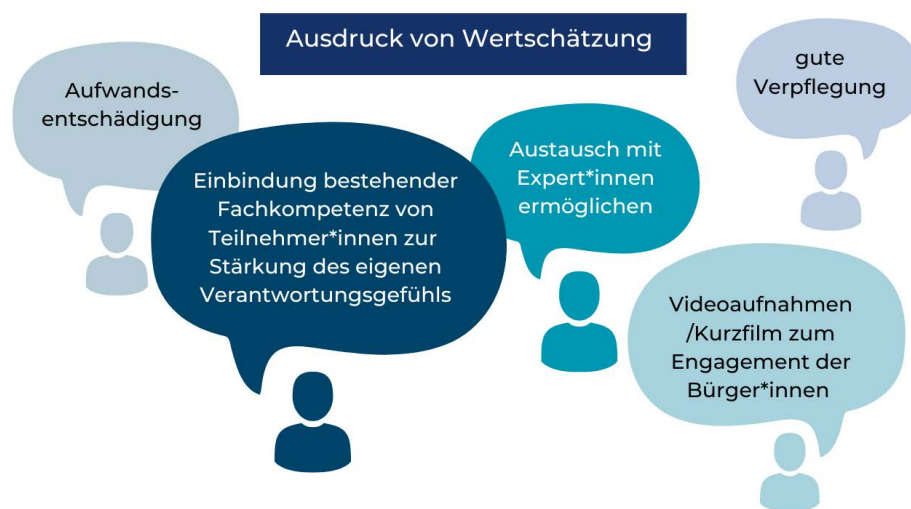 Ausdruck von Wertschätzung
Aufwands-
entschädigung
Einbindung bestehender
Fachkompetenz von
Teilnehmer*innen zur
Stärkung des eigenen
Verantwortungsgefühls
Austausch mit
Expert*innen
ermöglichen
gute
Verpflegung
Videoaufnahmen
/Kurzfilm zum
Engagement der
Bürger*innen